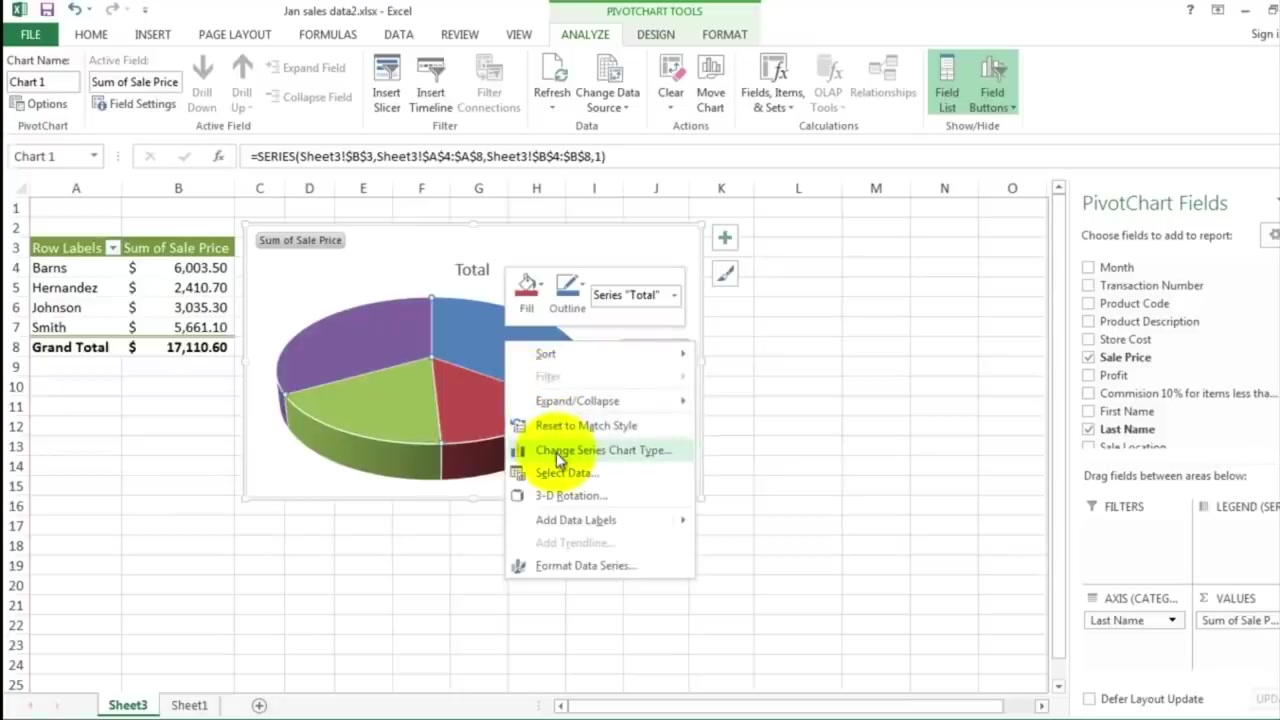 Jan sales data2.xlsx - Excel
PIVOTCHART TOOLS
?
FILE HOME INSERT PAGE LAYOUT FORMULAS DATA REVIEW VIEW ANALYZE DESIGN FORMAT Sign i
Chart Name:
Chart 1
Options
PivotChart
Active Field:
Sum of Sale Price
Field Settings
Drill Down
Drill Up
Expand Field
Collapse Field
Active Field
Insert Slicer
Insert Timeline
Filter Connections
Filter
Refresh
Change Data Source
Data
Clear
Move Chart
Actions
Fields, Items, & Sets
OLAP Tools
Relationships
Calculations
Field List
Field Buttons
Show/Hide
Chart 1
fx
=SERIES(Sheet3!$B$3,Sheet3!$A$4:$A$8,Sheet3!$B$4:$B$8,1)
A B C D E F G H I J K L M N O
1
2
3 Row Labels Sum of Sale Price
4 Barns $ 6,003.50
5 Hernandez $ 2,410.70
6 Johnson $ 3,035.30
7 Smith $ 5,661.10
8 Grand Total $ 17,110.60
9
10
11
12
13
14
15
16
17
18
19
20
21
22
23
24
25
Sum of Sale Price
Total
Fill
Outline
Series "Total"
Sort
Filter
Expand/Collapse
Reset to Match Style
Change Series Chart Type...
Select Data...
3-D Rotation...
Add Data Labels
Add Trendline...
Format Data Series...
PivotChart Fields
Choose fields to add to report:
Month
Transaction Number
Product Code
Product Description
Store Cost
Sale Price
Profit
Commision 10% for items less tha...
First Name
Last Name
Sale Location
Drag fields between areas below:
FILTERS
LEGEND (SER
AXIS (CATEG...
Last Name
Σ VALUES
Sum of Sale P...
Defer Layout Update
UPD
Sheet3 Sheet1